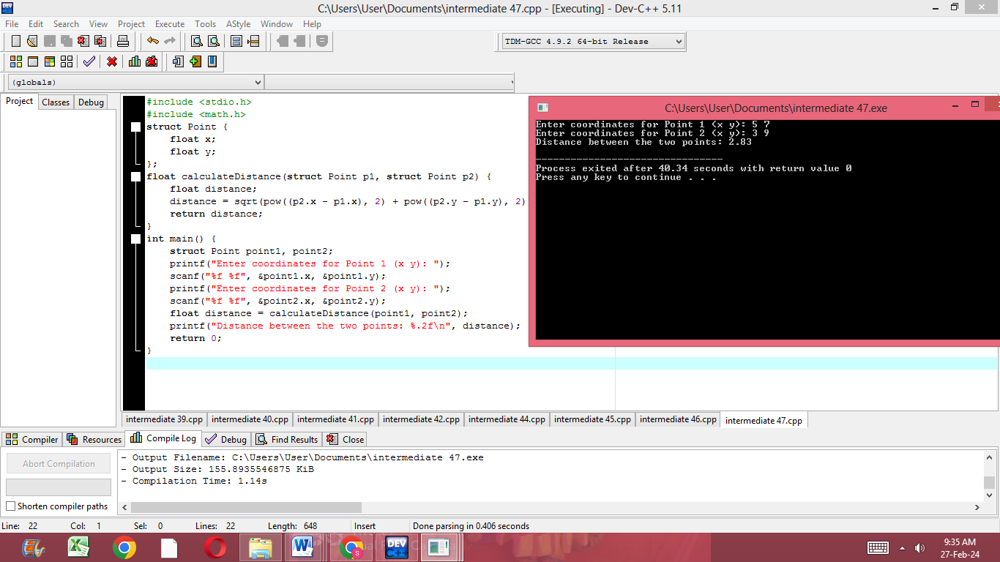 C:\Users\User\Documents\intermediate 47.cpp - [Executing] - Dev-C++ 5.11
File Edit Search View Project Execute Tools AStyle Window Help
TDM-GCC 4.9.2 64-bit Release
(globals)
Project Classes Debug
#include <stdio.h>
#include <math.h>
struct Point {
    float x;
    float y;
};
float calculateDistance(struct Point p1, struct Point p2) {
    float distance;
    distance = sqrt(pow((p2.x - p1.x), 2) + pow((p2.y - p1.y), 2)
    return distance;
}
int main() {
    struct Point point1, point2;
    printf("Enter coordinates for Point 1 (x y): ");
    scanf("%f %f", &point1.x, &point1.y);
    printf("Enter coordinates for Point 2 (x y): ");
    scanf("%f %f", &point2.x, &point2.y);
    float distance = calculateDistance(point1, point2);
    printf("Distance between the two points: %.2f\n", distance);
    return 0;
}
C:\Users\User\Documents\intermediate 47.exe
Enter coordinates for Point 1 (x y): 5 7
Enter coordinates for Point 2 (x y): 3 9
Distance between the two points: 2.83
--------------------------------
Process exited after 40.34 seconds with return value 0
Press any key to continue . . .
intermediate 39.cpp intermediate 40.cpp intermediate 41.cpp intermediate 42.cpp intermediate 44.cpp intermediate 45.cpp intermediate 46.cpp intermediate 47.cpp
Compiler Resources Compile Log Debug Find Results Close
Abort Compilation
Shorten compiler paths
- Output Filename: C:\Users\User\Documents\intermediate 47.exe
- Output Size: 155.8935546875 KiB
- Compilation Time: 1.14s
Line: 22 Col: 1 Sel: 0 Lines: 22 Length: 648 Insert Done parsing in 0.406 seconds
DEV
C++
S
9:35 AM
27-Feb-24